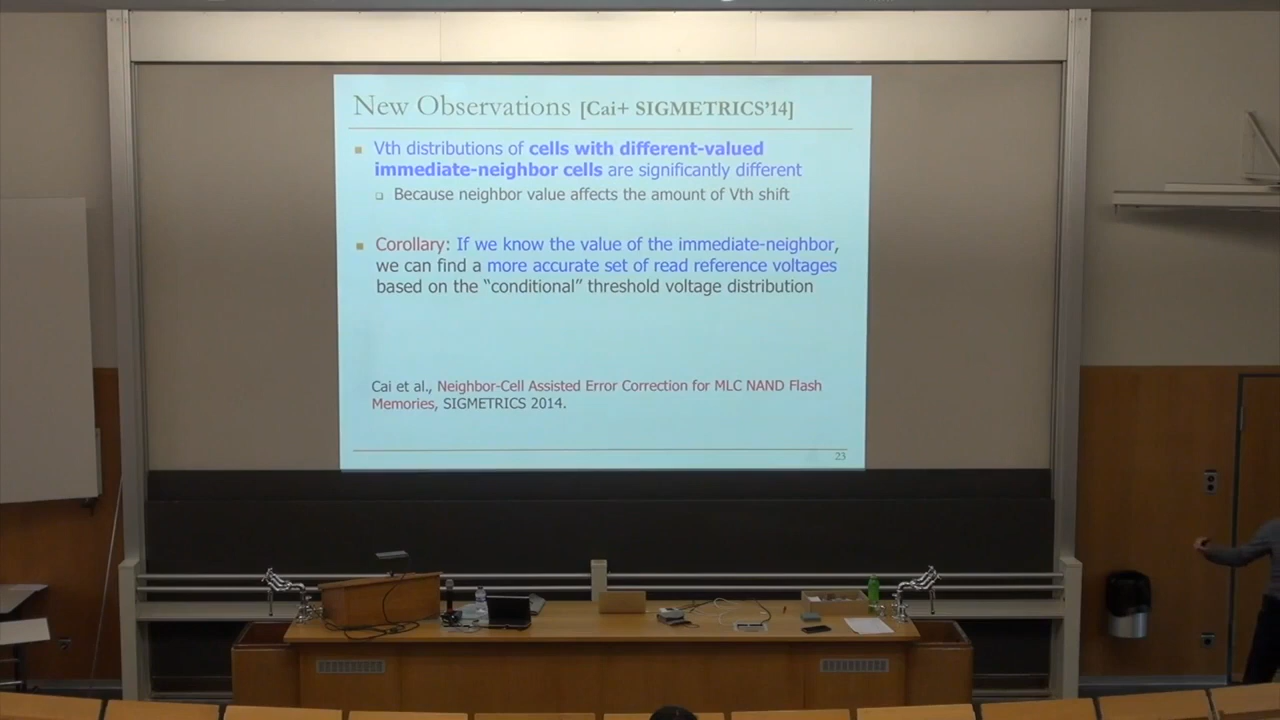 New Observations [Cai+ SIGMETRICS'14]
Vth distributions of cells with different-valued
immediate-neighbor cells are significantly different
Because neighbor value affects the amount of Vth shift
Corollary: If we know the value of the immediate-neighbor,
we can find a more accurate set of read reference voltages
based on the “conditional” threshold voltage distribution
Cai et al., Neighbor-Cell Assisted Error Correction for MLC NAND Flash
Memories, SIGMETRICS 2014.
23